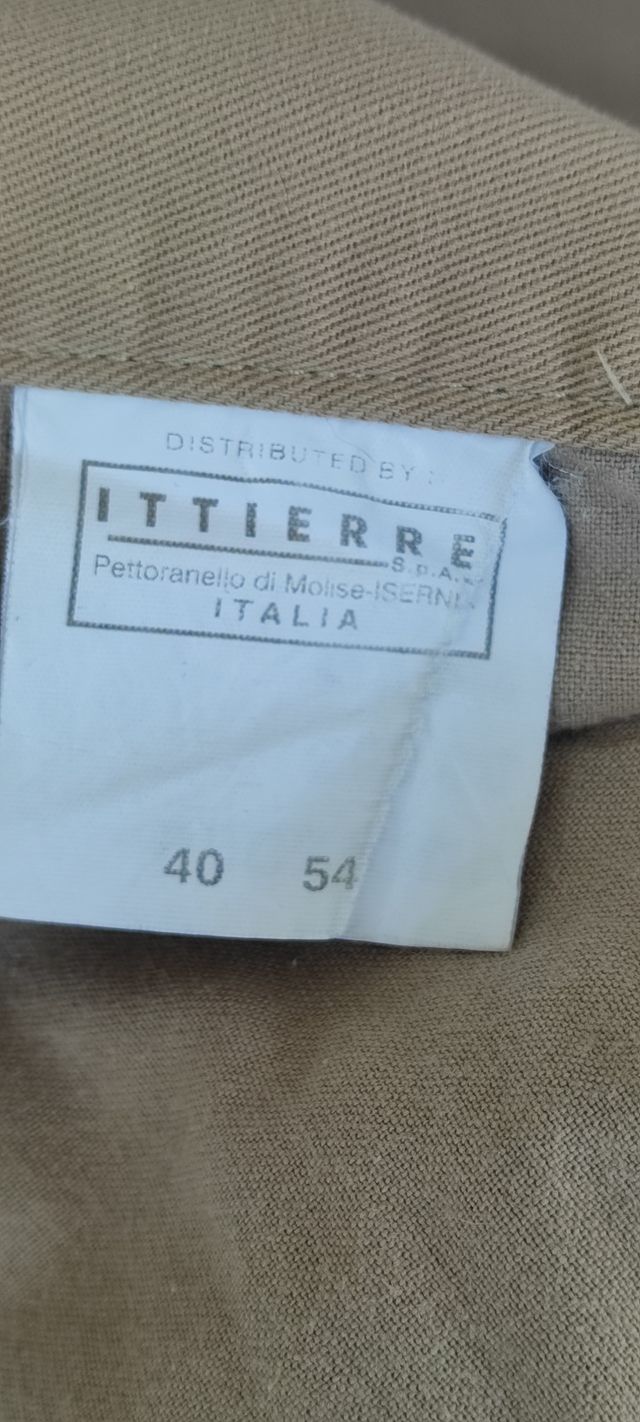 DISTRIBUTED BY :
ITTIERRE
S.p.A.
Pettoranello di Molise-ISERNIA
ITALIA
40 54